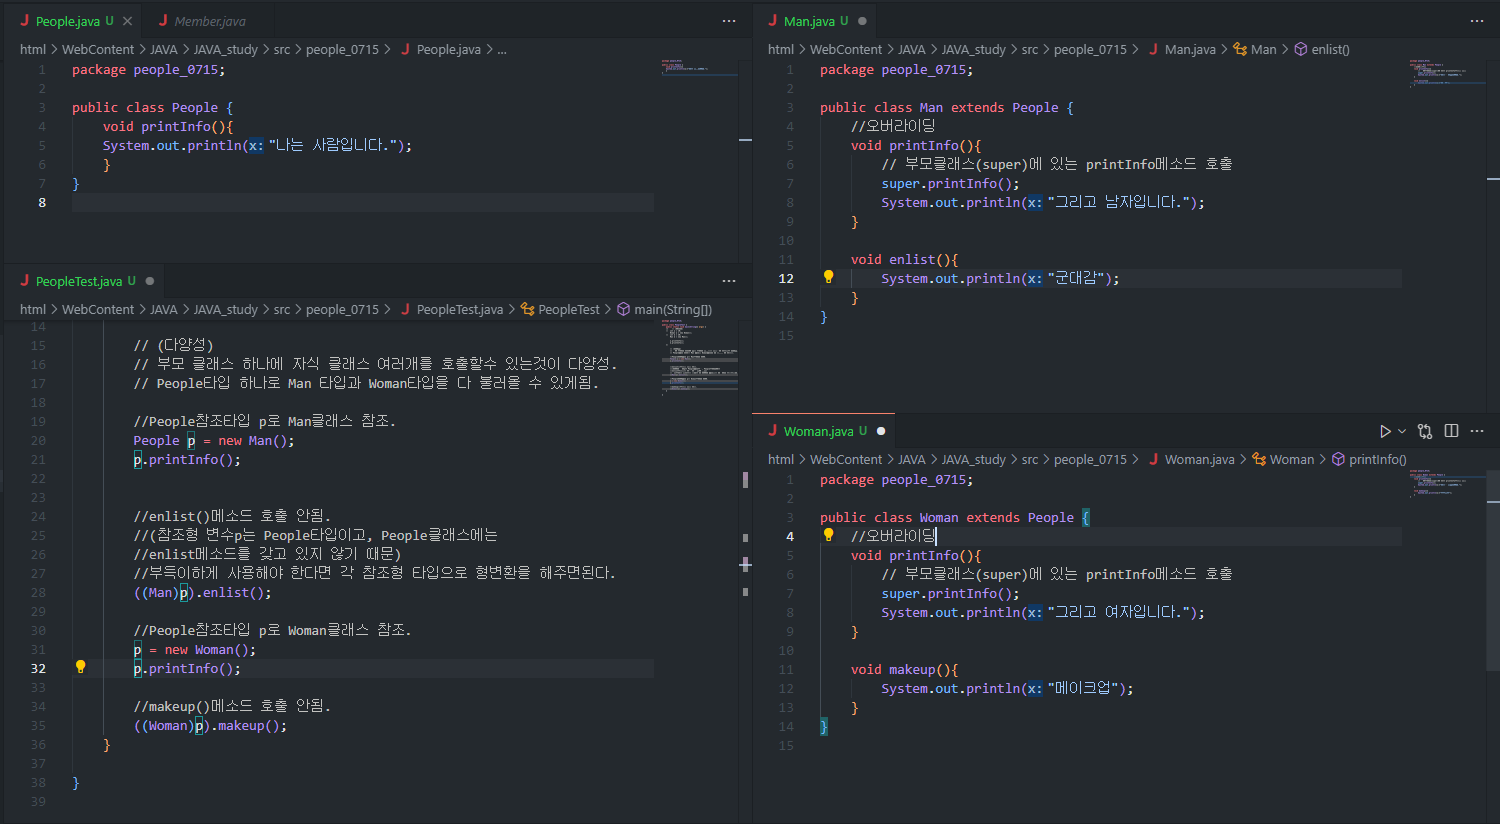 People.java U
Member.java
html > WebContent > JAVA > JAVA_study > src > people_0715 > People.java > ...
1 package people_0715;
2
3 public class People {
4 void printInfo(){
5 System.out.println(x: "나는 사람입니다.");
6 }
7 }
8
PeopleTest.java U
html > WebContent > JAVA > JAVA_study > src > people_0715 > PeopleTest.java > PeopleTest > main(String[])
14
15 // (다양성)
16 // 부모 클래스 하나에 자식 클래스 여러개를 호출할수 있는것이 다양성.
17 // People타입 하나로 Man 타입과 Woman타입을 다 불러올 수 있게됨.
18
19 //People참조타입 p로 Man클래스 참조.
20 People p = new Man();
21 p.printInfo();
22
23
24 //enlist()메소드 호출 안됨.
25 //(참조형 변수p는 People타입이고, People클래스에는
26 //enlist메소드를 갖고 있지 않기 때문)
27 //부득이하게 사용해야 한다면 각 참조형 타입으로 형변환을 해주면된다.
28 ((Man)p).enlist();
29
30 //People참조타입 p로 Woman클래스 참조.
31 p = new Woman();
32 p.printInfo();
33
34 //makeup()메소드 호출 안됨.
35 ((Woman)p).makeup();
36 }
37
38 }
39
Man.java U
html > WebContent > JAVA > JAVA_study > src > people_0715 > Man.java > Man > enlist()
1 package people_0715;
2
3 public class Man extends People {
4 //오버라이딩
5 void printInfo(){
6 // 부모클래스(super)에 있는 printInfo메소드 호출
7 super.printInfo();
8 System.out.println(x: "그리고 남자입니다.");
9 }
10
11 void enlist(){
12 System.out.println(x: "군대감");
13 }
14 }
15
Woman.java U
html > WebContent > JAVA > JAVA_study > src > people_0715 > Woman.java > Woman > printInfo()
1 package people_0715;
2
3 public class Woman extends People {
4 //오버라이딩
5 void printInfo(){
6 // 부모클래스(super)에 있는 printInfo메소드 호출
7 super.printInfo();
8 System.out.println(x: "그리고 여자입니다.");
9 }
10
11 void makeup(){
12 System.out.println(x: "메이크업");
13 }
14 }
15